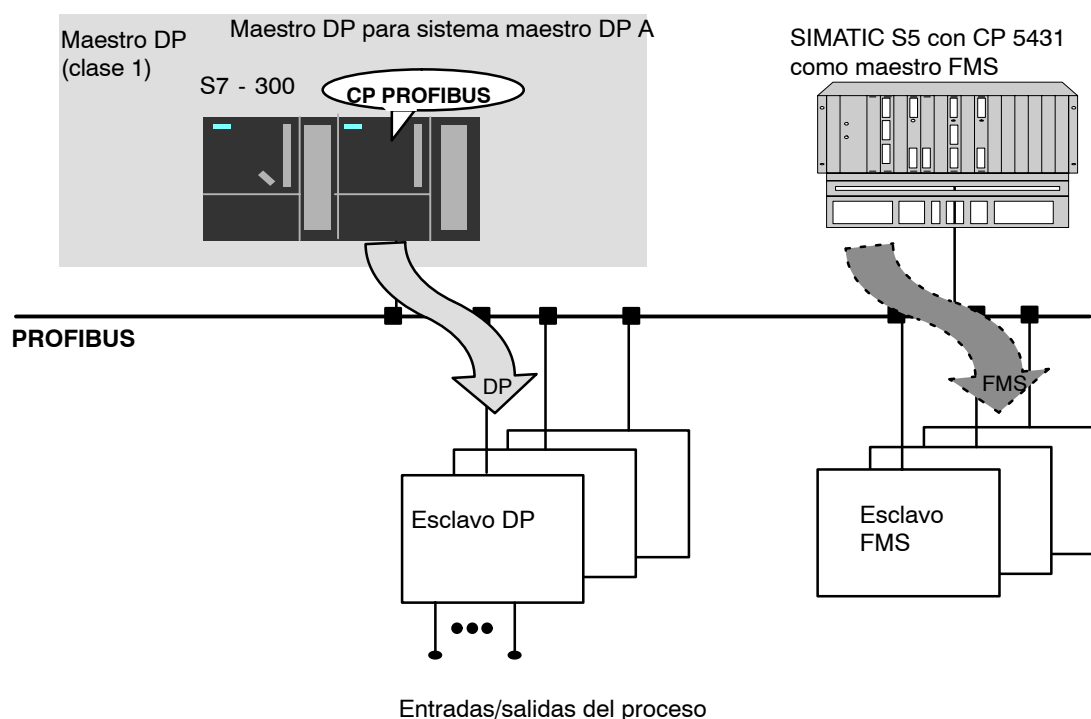 Maestro DP para sistema maestro DP A
Maestro DP
(clase 1)
S7 - 300
CP PROFIBUS
SIMATIC S5 con CP 5431
como maestro FMS
PROFIBUS
DP
FMS
Esclavo DP
Esclavo
FMS
Entradas/salidas del proceso